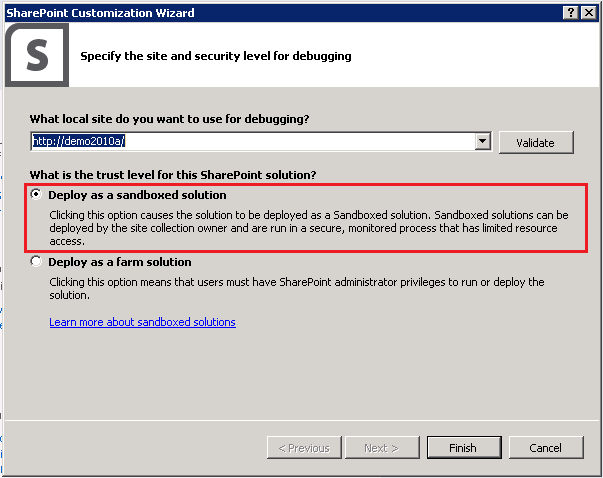 SharePoint Customization Wizard
S
Specify the site and security level for debugging
What local site do you want to use for debugging?
http://demo2010a/
Validate
What is the trust level for this SharePoint solution?
Deploy as a sandboxed solution
Clicking this option causes the solution to be deployed as a Sandboxed solution. Sandboxed solutions can be
deployed by the site collection owner and are run in a secure, monitored process that has limited resource
access.
Deploy as a farm solution
Clicking this option means that users must have SharePoint administrator privileges to run or deploy the
solution.
Learn more about sandboxed solutions
< Previous
Next >
Finish
Cancel